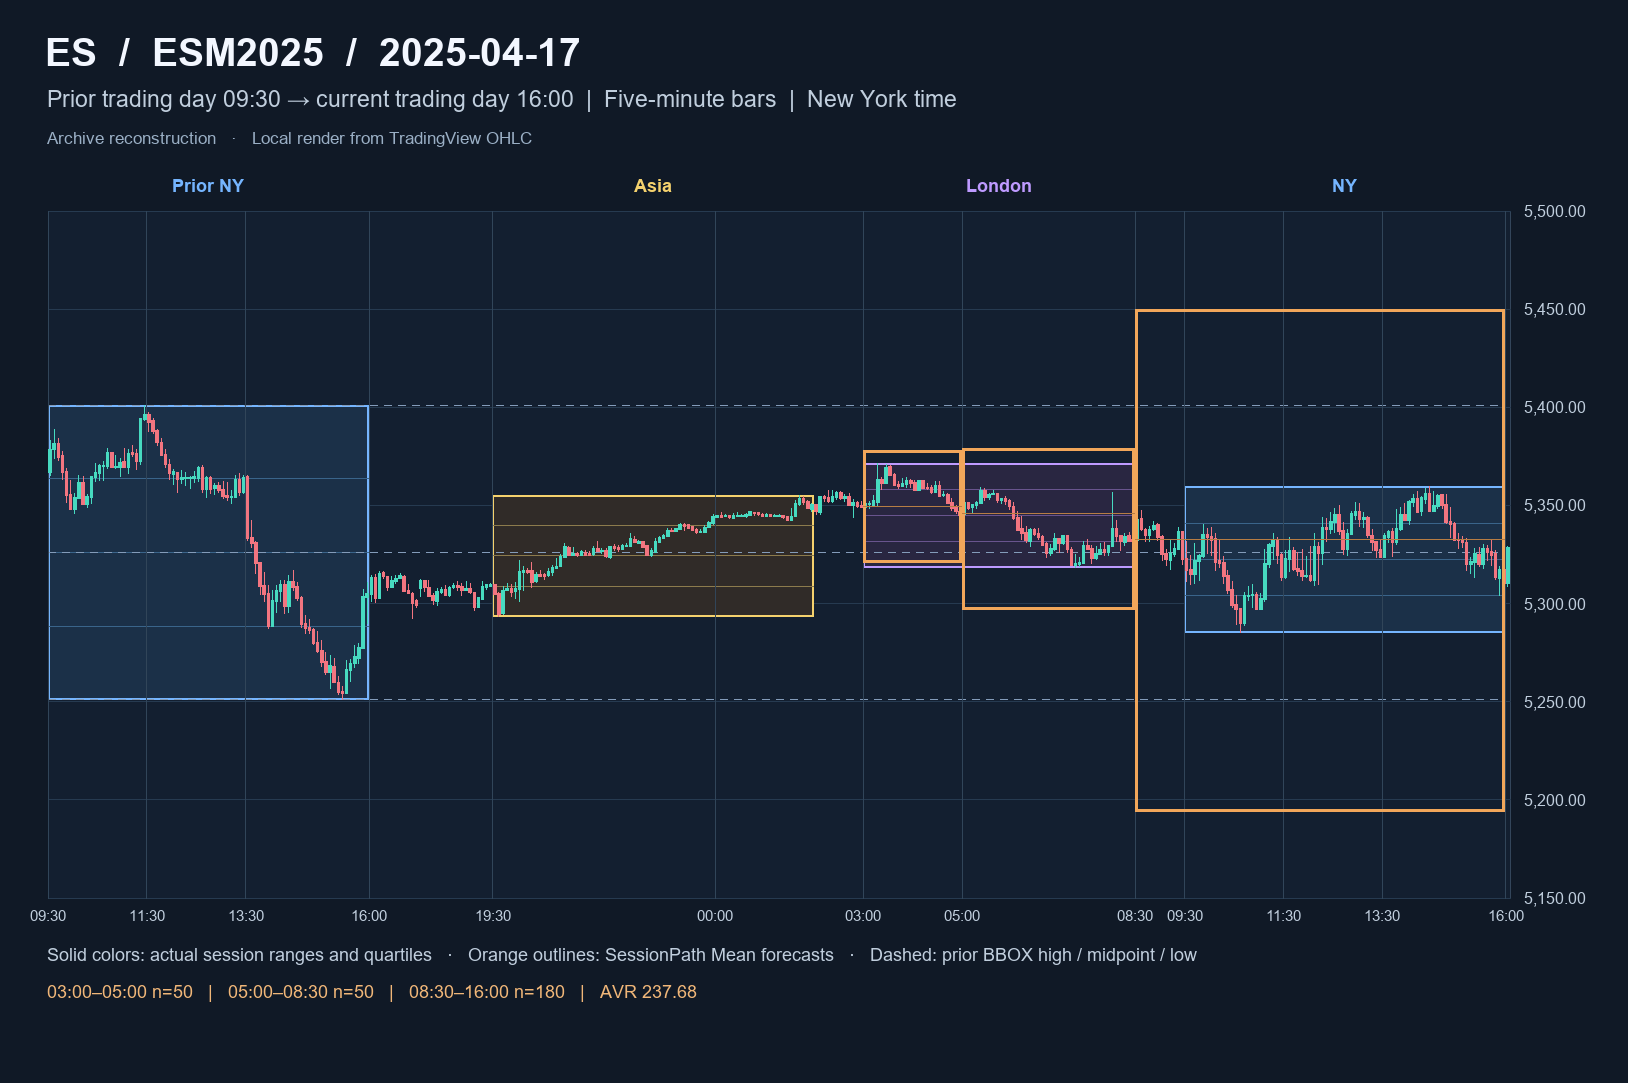 ES / ESM2025 / 2025-04-17
Prior trading day 09:30 → current trading day 16:00 | Five-minute bars | New York time
Archive reconstruction · Local render from TradingView OHLC
Prior NY Asia London NY
5,500.00
5,450.00
5,400.00
5,350.00
5,300.00
5,250.00
5,200.00
5,150.00
09:30 11:30 13:30 16:00 19:30 00:00 03:00 05:00 08:30 09:30 11:30 13:30 16:00
Solid colors: actual session ranges and quartiles · Orange outlines: SessionPath Mean forecasts · Dashed: prior BBOX high / midpoint / low
03:00–05:00 n=50 | 05:00–08:30 n=50 | 08:30–16:00 n=180 | AVR 237.68